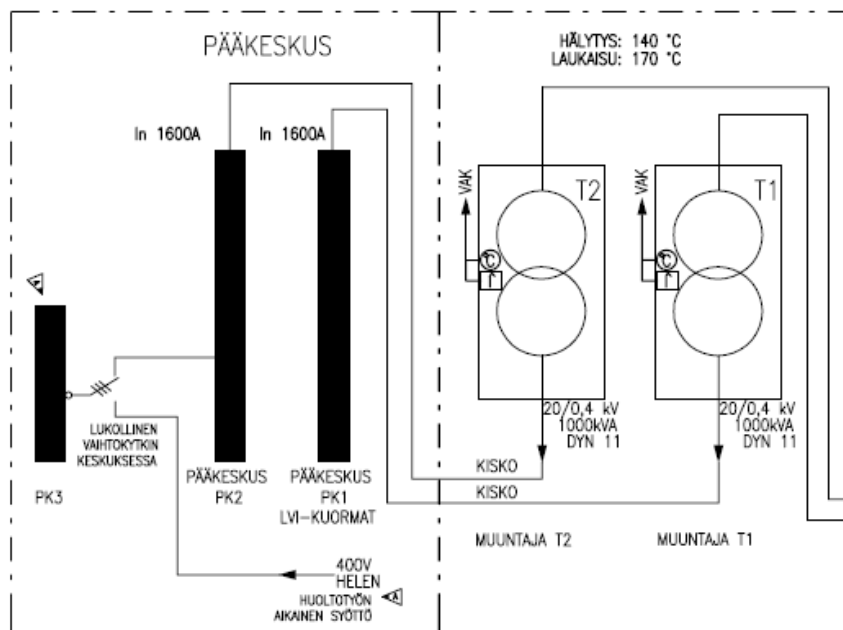 PÄÄKESKUS
HÄLYTYS: 140 °C
LAUKAISU: 170 °C
In 1600A
In 1600A
VAK
T2
°C
VAK
T1
°C
20/0,4 kV
1000kVA
DYN 11
20/0,4 kV
1000kVA
DYN 11
LUKOLLINEN
VAIHTOKYTKIN
KESKUKSESSA
PK3
PÄÄKESKUS
PK2
PÄÄKESKUS
PK1
LVI-KUORMAT
KISKO
KISKO
MUUNTAJA T2
MUUNTAJA T1
400V
HELEN
HUOLTOTYÖN
AIKAINEN SYÖTTÖ
A